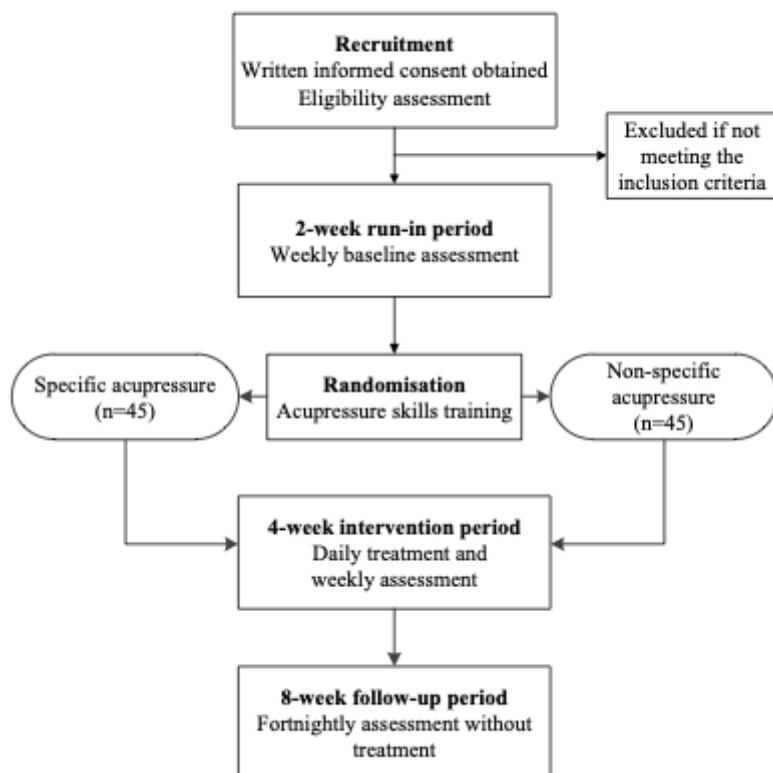 Recruitment
Written informed consent obtained
Eligibility assessment
Excluded if not
meeting the
inclusion criteria
2-week run-in period
Weekly baseline assessment
Specific acupressure
(n=45)
Randomisation
Acupressure skills training
Non-specific
acupressure
(n=45)
4-week intervention period
Daily treatment and
weekly assessment
8-week follow-up period
Fortnightly assessment without
treatment